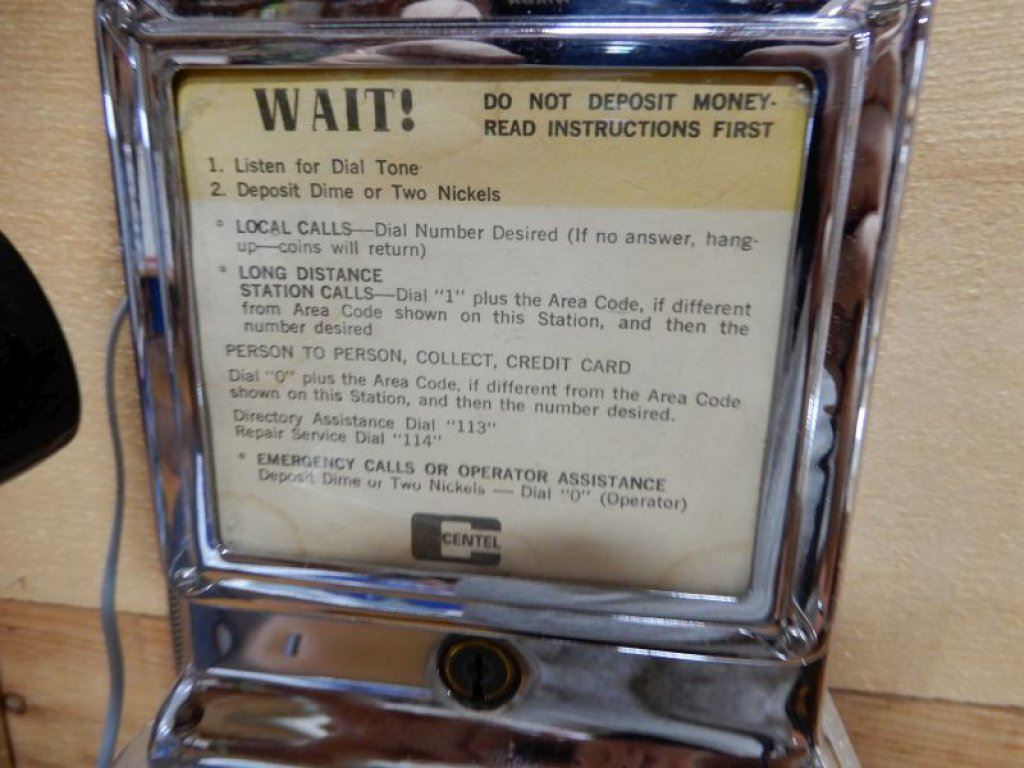 WAIT!
DO NOT DEPOSIT MONEY-
READ INSTRUCTIONS FIRST
1. Listen for Dial Tone
2. Deposit Dime or Two Nickels
* LOCAL CALLS—Dial Number Desired (If no answer, hang-
up—coins will return)
* LONG DISTANCE
STATION CALLS—Dial "1" plus the Area Code, if different
from Area Code shown on this Station, and then the
number desired
PERSON TO PERSON, COLLECT, CREDIT CARD
Dial "0" plus the Area Code, if different from the Area Code
shown on this Station, and then the number desired.
Directory Assistance Dial "113"
Repair Service Dial "114"
* EMERGENCY CALLS OR OPERATOR ASSISTANCE
Deposit Dime or Two Nickels — Dial "0" (Operator)
CENTEL